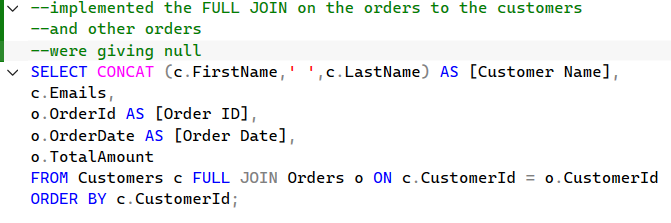 --implemented the FULL JOIN on the orders to the customers
--and other orders
--were giving null
SELECT CONCAT (c.FirstName,' ',c.LastName) AS [Customer Name],
c.Emails,
o.OrderId AS [Order ID],
o.OrderDate AS [Order Date],
o.TotalAmount
FROM Customers c FULL JOIN Orders o ON c.CustomerId = o.CustomerId
ORDER BY c.CustomerId;